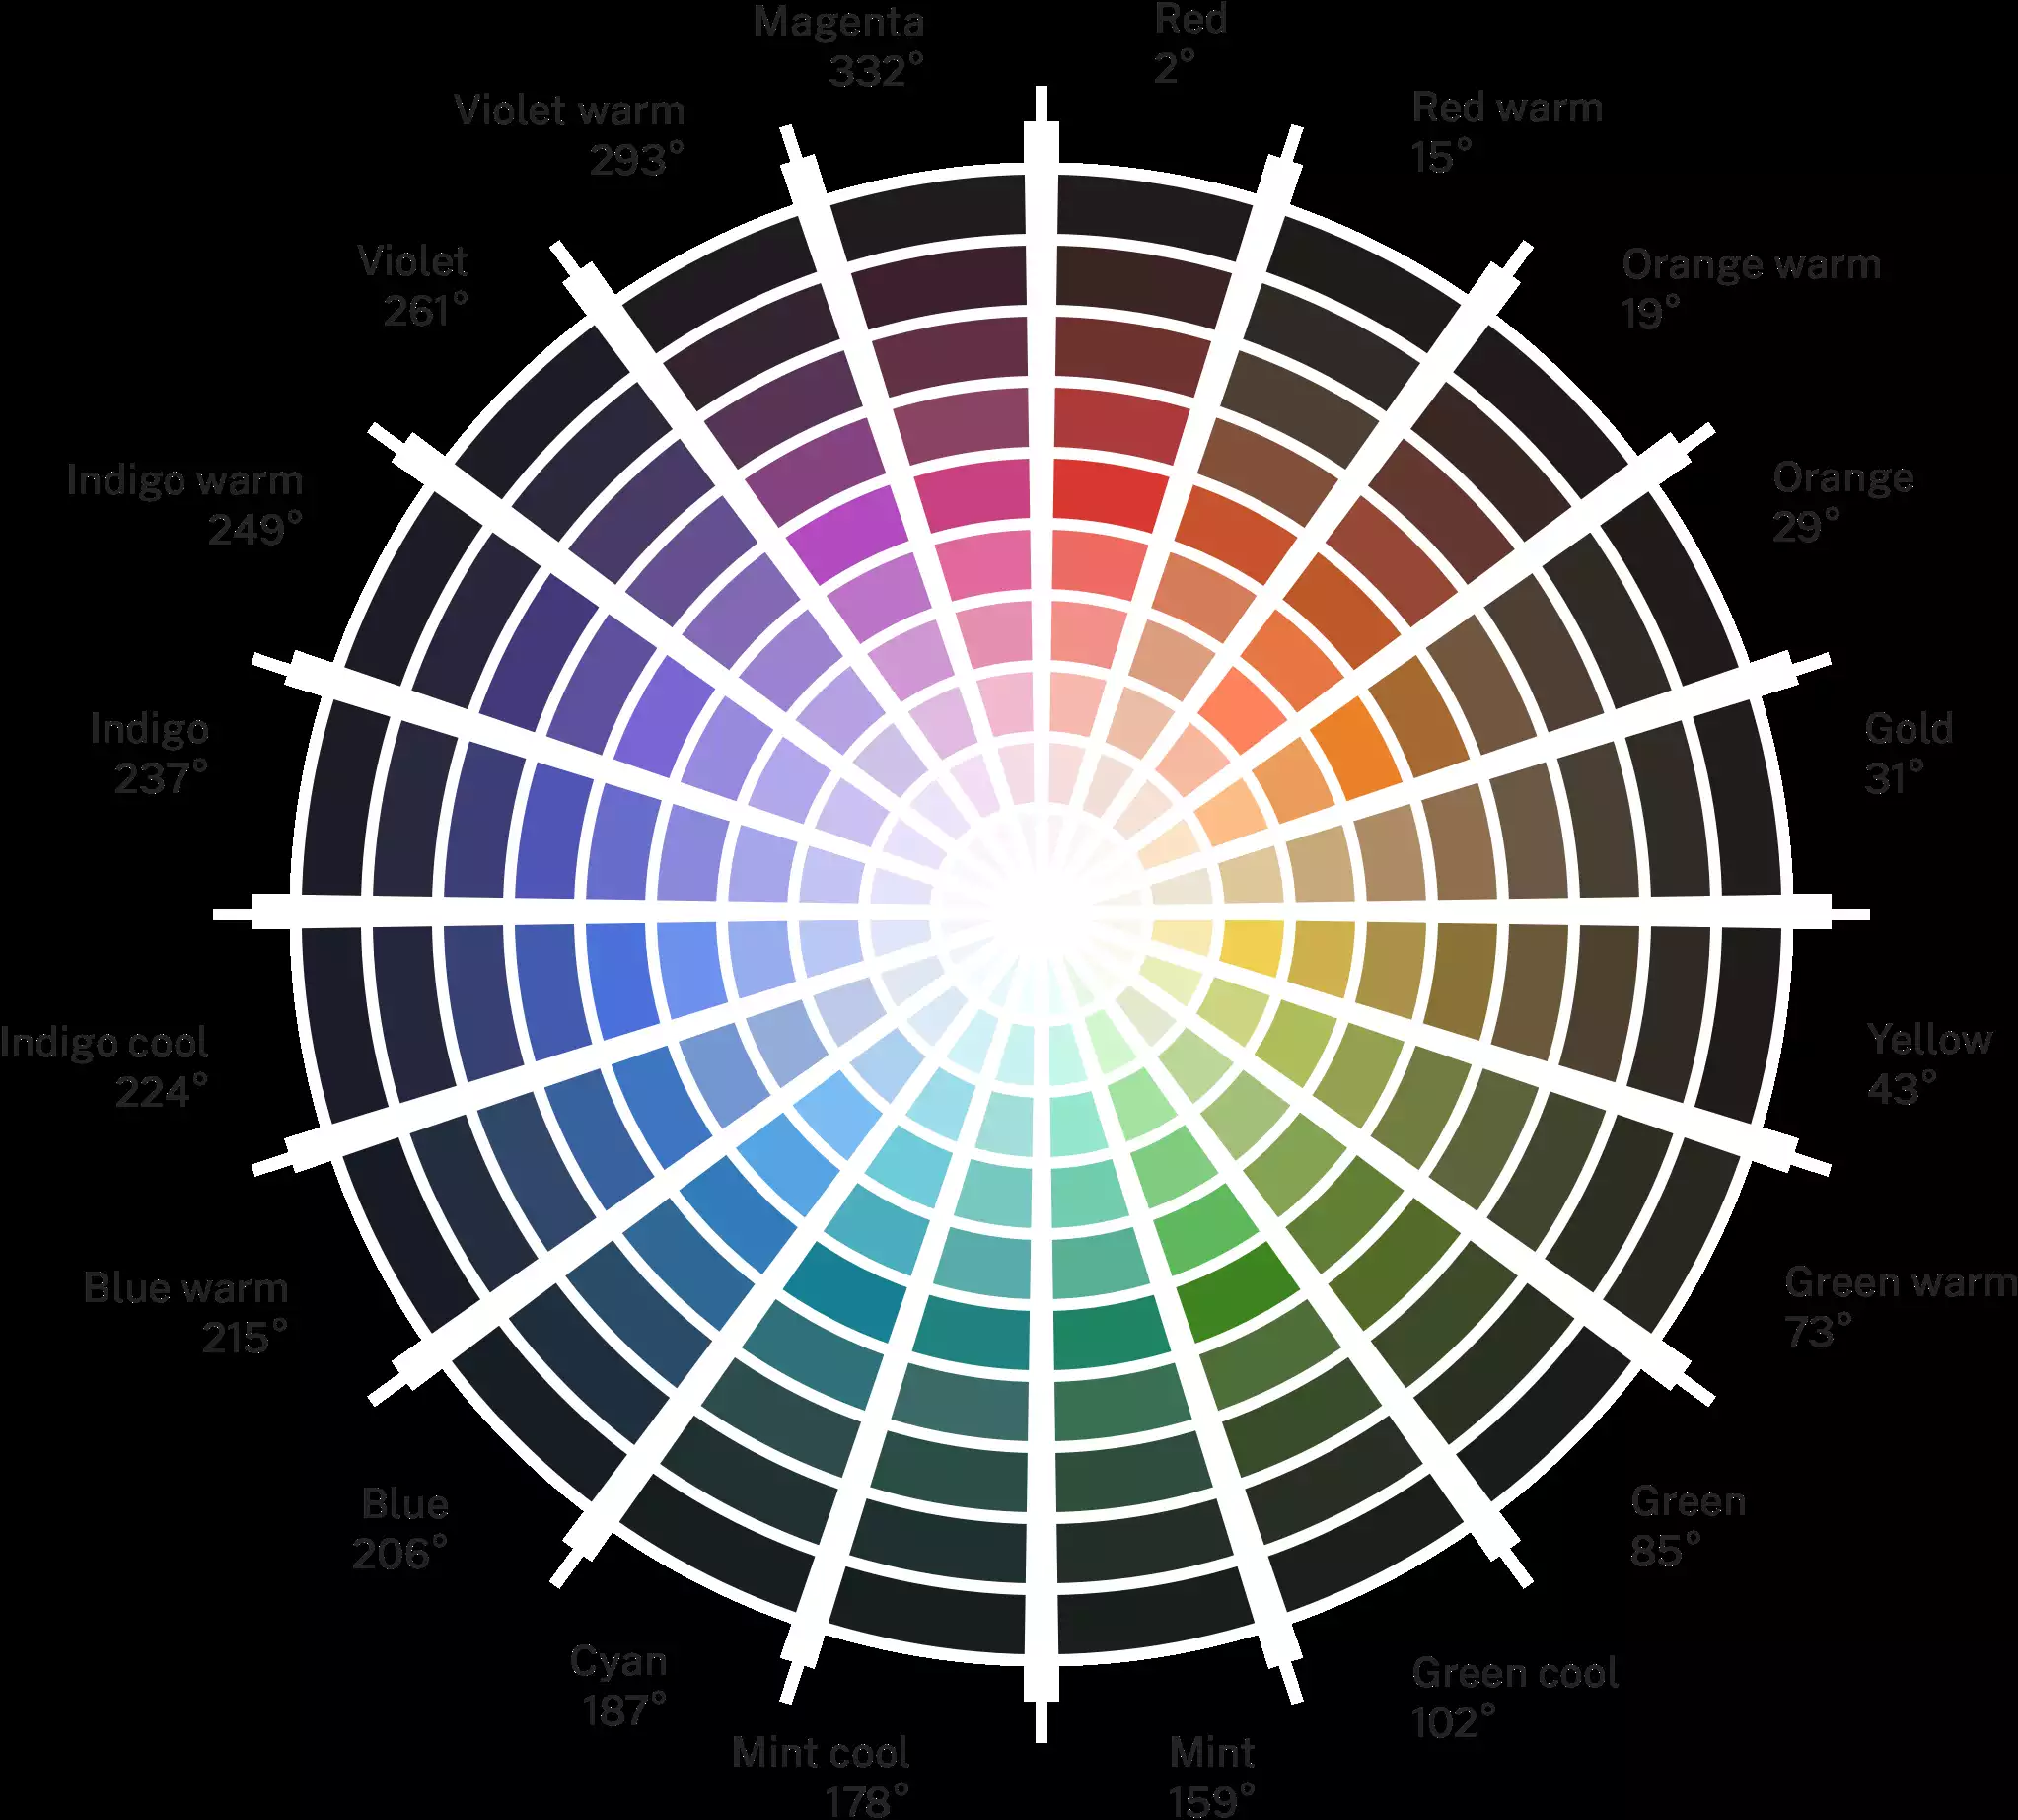 Magenta
332°
Red
2°
Red warm
15°
Orange warm
19°
Orange
29°
Gold
31°
Yellow
43°
Green warm
73°
Green
85°
Green cool
102°
Mint
159°
Mint cool
178°
Cyan
187°
Blue
206°
Blue warm
215°
Indigo cool
224°
Indigo
237°
Indigo warm
249°
Violet
261°
Violet warm
293°